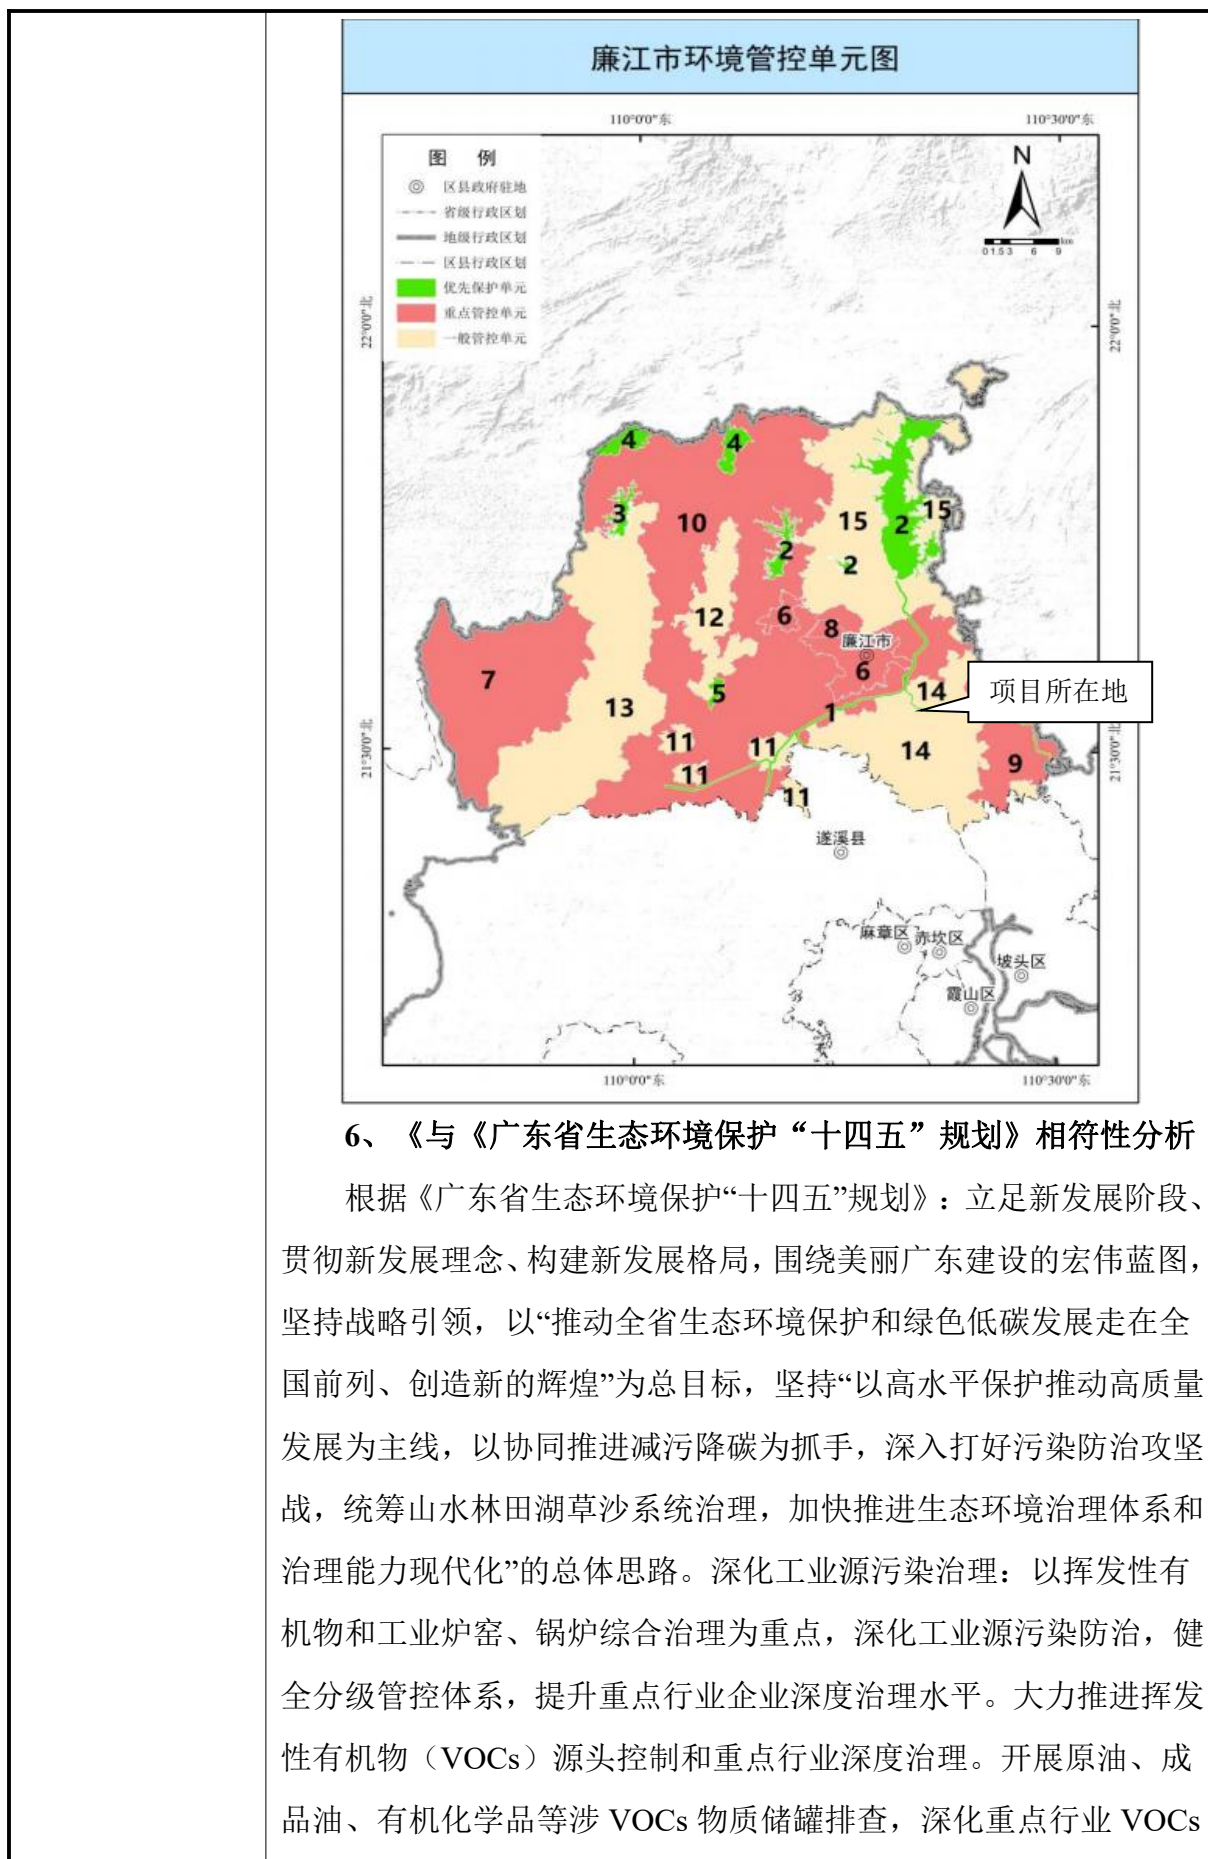 廉江市环境管控单元图
110°0'0"东
110°30'0"东
图 例
区县政府驻地
省级行政区划
地级行政区划
区县行政区划
优先保护单元
重点管控单元
一般管控单元
N
km
0 1.5 3 6 9
22°0'0"北
22°0'0"北
4
4
3
10
15
2
15
2
2
12
6
8
廉江市
6
7
5
13
14
项目所在地
1
11
11
14
9
11
11
21°30'0"北
21°30'0"北
遂溪县
麻章区
赤坎区
坡头区
霞山区
110°0'0"东
110°30'0"东
6、《与《广东省生态环境保护“十四五”规划》相符性分析
根据《广东省生态环境保护“十四五”规划》：立足新发展阶段、
贯彻新发展理念、构建新发展格局，围绕美丽广东建设的宏伟蓝图，
坚持战略引领，以“推动全省生态环境保护和绿色低碳发展走在全
国前列、创造新的辉煌”为总目标，坚持“以高水平保护推动高质量
发展为主线，以协同推进减污降碳为抓手，深入打好污染防治攻坚
战，统筹山水林田湖草沙系统治理，加快推进生态环境治理体系和
治理能力现代化”的总体思路。深化工业源污染治理：以挥发性有
机物和工业炉窑、锅炉综合治理为重点，深化工业源污染防治，健
全分级管控体系，提升重点行业企业深度治理水平。大力推进挥发
性有机物（VOCs）源头控制和重点行业深度治理。开展原油、成
品油、有机化学品等涉 VOCs 物质储罐排查，深化重点行业 VOCs